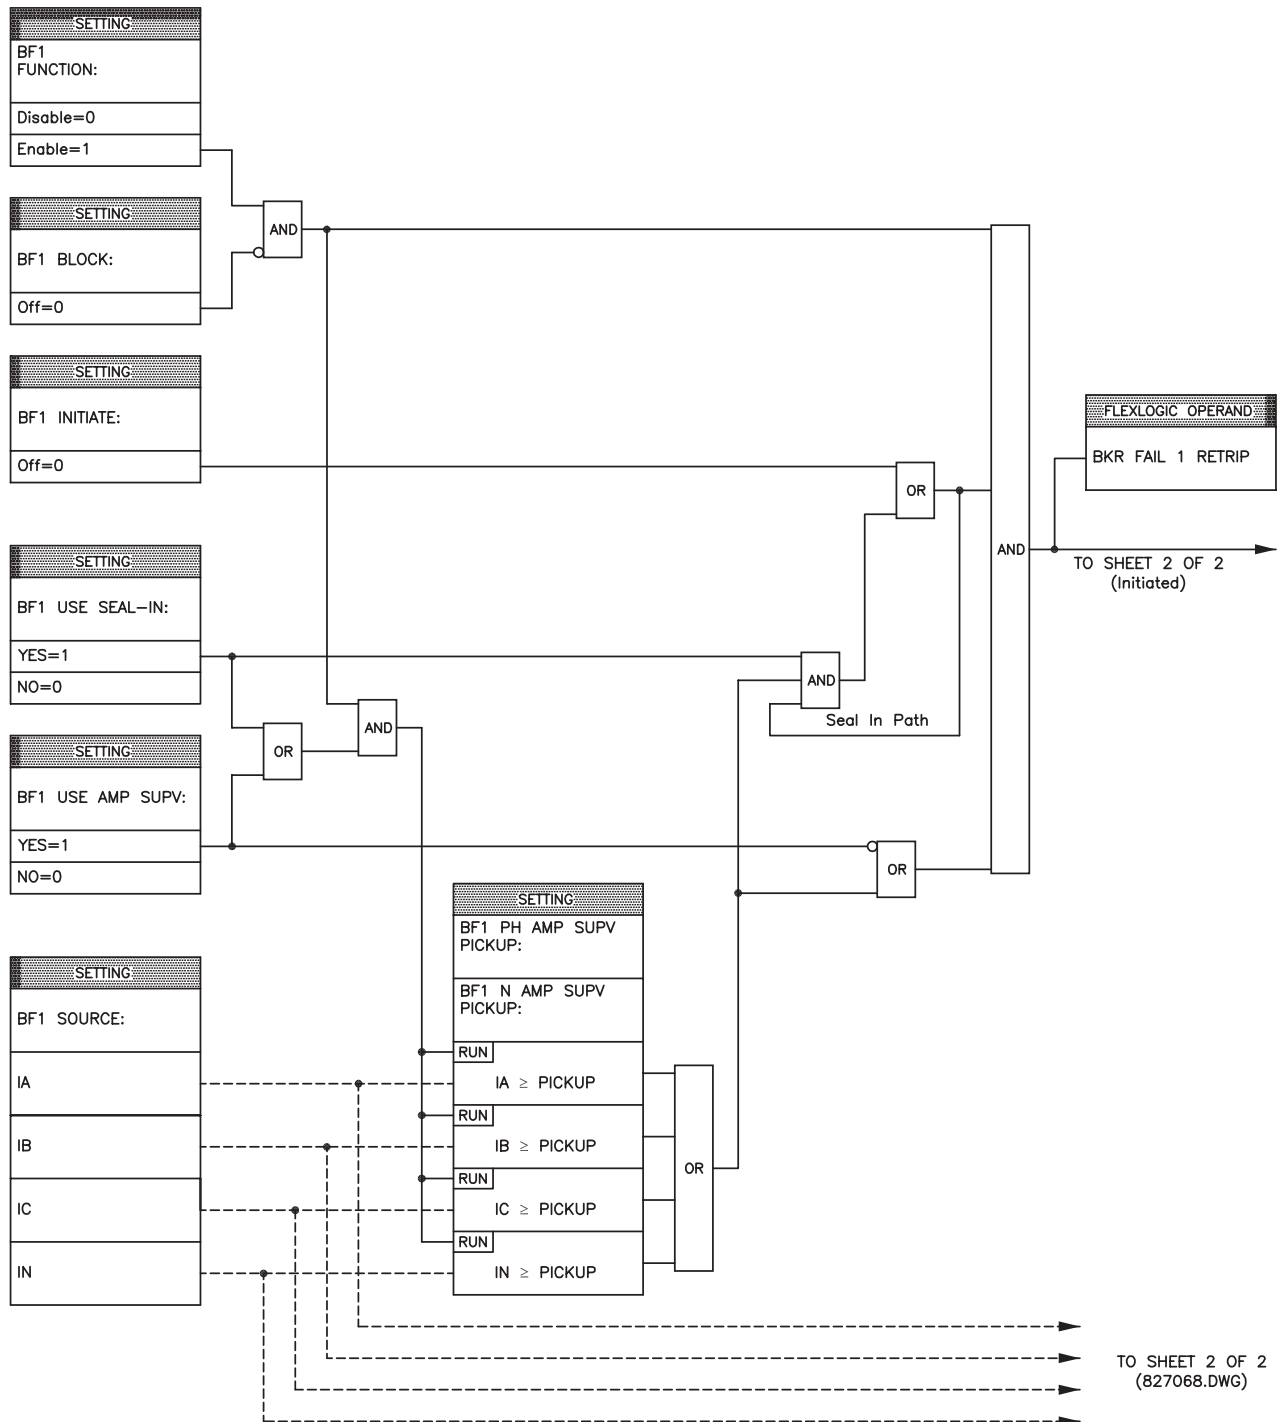 SETTING
BF1
FUNCTION:
Disable=0
Enable=1
SETTING
BF1 BLOCK:
Off=0
AND
SETTING
BF1 INITIATE:
Off=0
OR
FLEXLOGIC OPERAND
BKR FAIL 1 RETRIP
AND
TO SHEET 2 OF 2
(Initiated)
SETTING
BF1 USE SEAL-IN:
YES=1
NO=0
AND
Seal In Path
AND
OR
SETTING
BF1 USE AMP SUPV:
YES=1
NO=0
OR
SETTING
BF1 PH AMP SUPV
PICKUP:
BF1 N AMP SUPV
PICKUP:
RUN
IA ≥ PICKUP
RUN
IB ≥ PICKUP
RUN
IC ≥ PICKUP
RUN
IN ≥ PICKUP
OR
SETTING
BF1 SOURCE:
IA
IB
IC
IN
TO SHEET 2 OF 2
(827068.DWG)